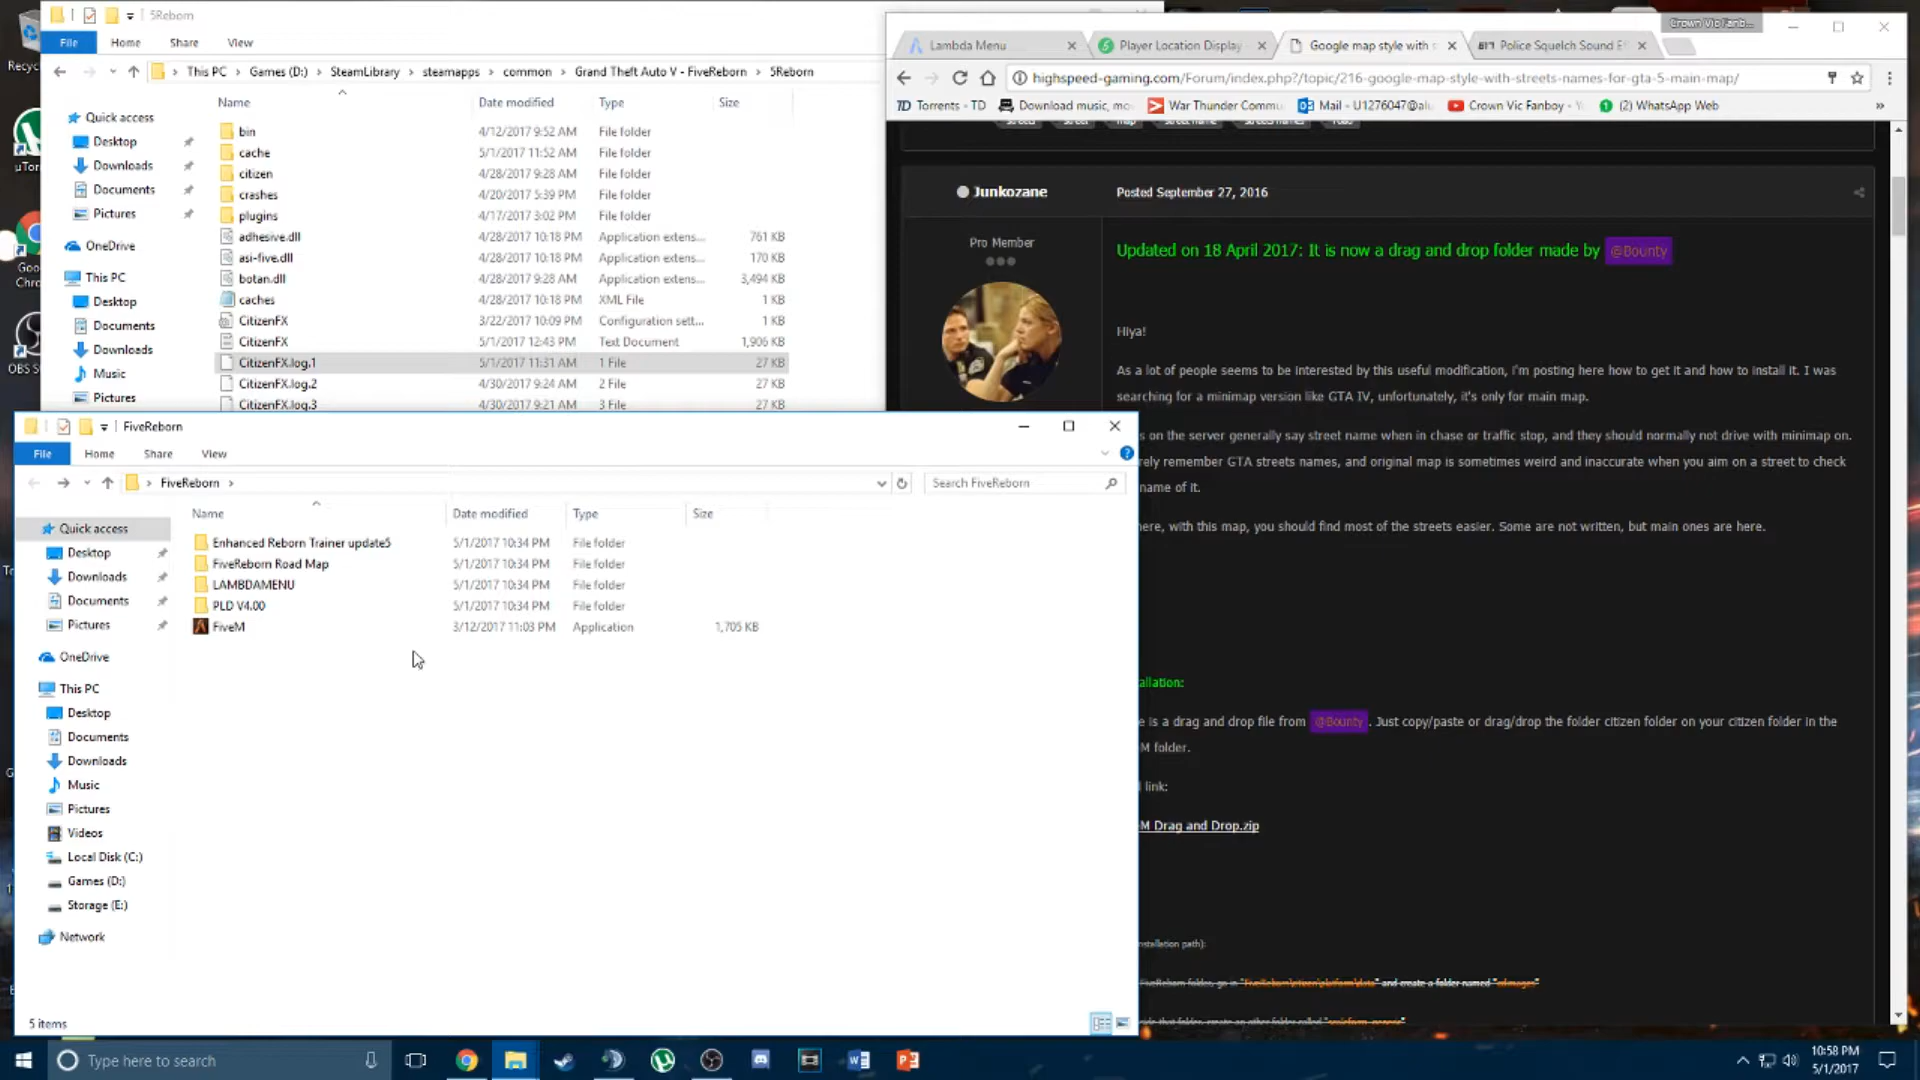 5Reborn
File Home Share View
This PC > Games (D:) > SteamLibrary > steamapps > common > Grand Theft Auto V - FiveReborn > 5Reborn
Name Date modified Type Size
Quick access
Desktop
Downloads
Documents
Pictures
OneDrive
This PC
Desktop
Documents
Downloads
Music
Pictures
bin 4/12/2017 9:52 AM File folder
cache 5/1/2017 11:52 AM File folder
citizen 4/28/2017 9:28 AM File folder
crashes 4/20/2017 5:39 PM File folder
plugins 4/17/2017 3:02 PM File folder
adhesive.dll 4/28/2017 10:18 PM Application extens... 761 KB
asi-five.dll 4/28/2017 10:18 PM Application extens... 170 KB
botan.dll 4/28/2017 9:28 AM Application extens... 3,494 KB
caches 4/28/2017 10:18 PM XML File 1 KB
CitizenFX 3/22/2017 10:09 PM Configuration sett... 1 KB
CitizenFX 5/1/2017 12:43 PM Text Document 1,906 KB
CitizenFX.log.1 5/1/2017 11:31 AM 1 File 27 KB
CitizenFX.log.2 4/30/2017 9:24 AM 2 File 27 KB
CitizenFX.log.3 4/30/2017 9:21 AM 3 File 27 KB
FiveReborn
File Home Share View
FiveReborn >
Search FiveReborn
Name Date modified Type Size
Quick access
Desktop
Downloads
Documents
Pictures
OneDrive
This PC
Desktop
Documents
Downloads
Music
Pictures
Videos
Local Disk (C:)
Games (D:)
Storage (E:)
Network
Enhanced Reborn Trainer update5 5/1/2017 10:34 PM File folder
FiveReborn Road Map 5/1/2017 10:34 PM File folder
LAMBDAMENU 5/1/2017 10:34 PM File folder
PLD V4.00 5/1/2017 10:34 PM File folder
FiveM 3/12/2017 11:03 PM Application 1,705 KB
5 items
Crown Vic Fanb...
Lambda Menu
Player Location Display
Google map style with s
Police Squelch Sound Ef
highspeed-gaming.com/Forum/index.php?/topic/216-google-map-style-with-streets-names-for-gta-5-main-map/
Torrents - TD Download music, mo War Thunder Commu Mail - U1276047@al Crown Vic Fanboy - Y (2) WhatsApp Web »
Junkozane
Posted September 27, 2016
Pro Member
Updated on 18 April 2017: It is now a drag and drop folder made by @Bounty
Hiya!
As a lot of people seems to be interested by this useful modification, i'm posting here how to get it and how to install it. I was
searching for a minimap version like GTA IV, unfortunately, it's only for main map.
s on the server generally say street name when in chase or traffic stop, and they should normally not drive with minimap on.
rely remember GTA streets names, and original map is sometimes weird and inaccurate when you aim on a street to check
name of it.
ere, with this map, you should find most of the streets easier. Some are not written, but main ones are here.
allation:
e is a drag and drop file from @Bounty. Just copy/paste or drag/drop the folder citizen folder on your citizen folder in the
M folder.
link:
M Drag and Drop.zip
nstallation path):
FiveReborn folder, go in "FiveReborn\citizen\platform\data" and create a folder named "cdimages"
Type here to search
10:58 PM
5/1/2017